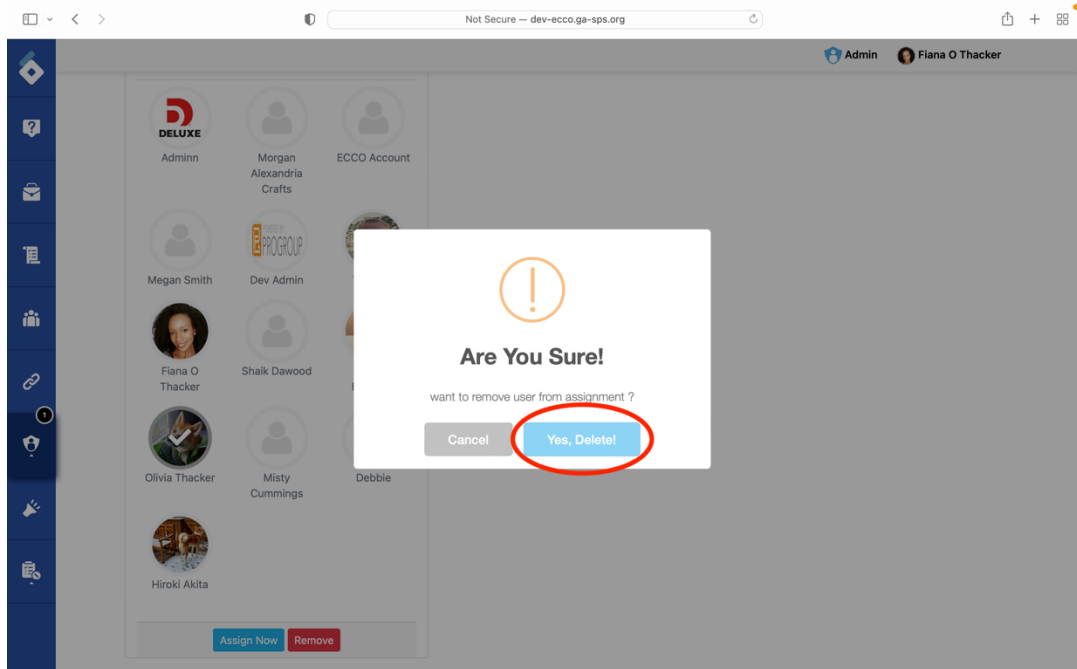 Not Secure — dev-ecco.ga-sps.org
Admin
Fiana O Thacker
DELUXE
Adminn
Morgan
Alexandria
Crafts
ECCO Account
PROGROUP
Megan Smith
Dev Admin
Fiana O
Thacker
Shaik Dawood
Olivia Thacker
Misty
Cummings
Debbie
Hiroki Akita
Assign Now
Remove
Are You Sure!
want to remove user from assignment ?
Cancel
Yes, Delete!
1